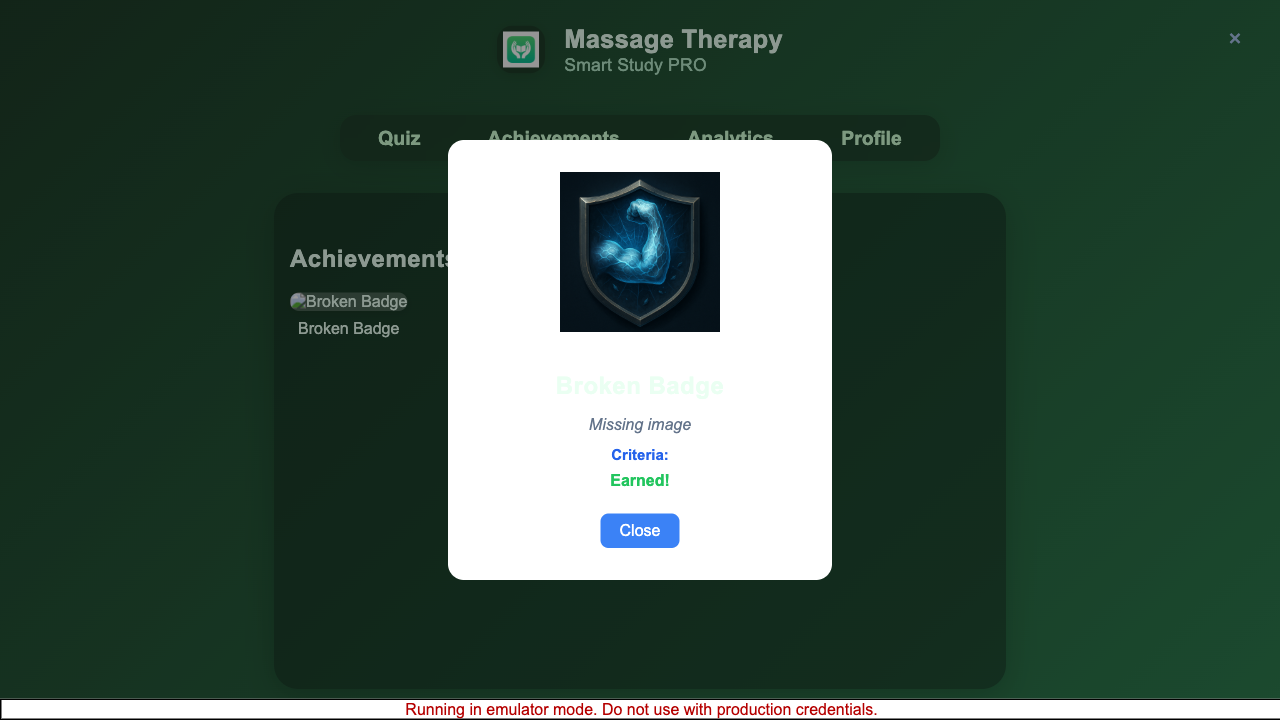 Massage Therapy
Smart Study PRO
×
Quiz
Achievements
Analytics
Profile
Achievements
Broken Badge
Broken Badge
Broken Badge
Missing image
Criteria:
Earned!
Close
Running in emulator mode. Do not use with production credentials.